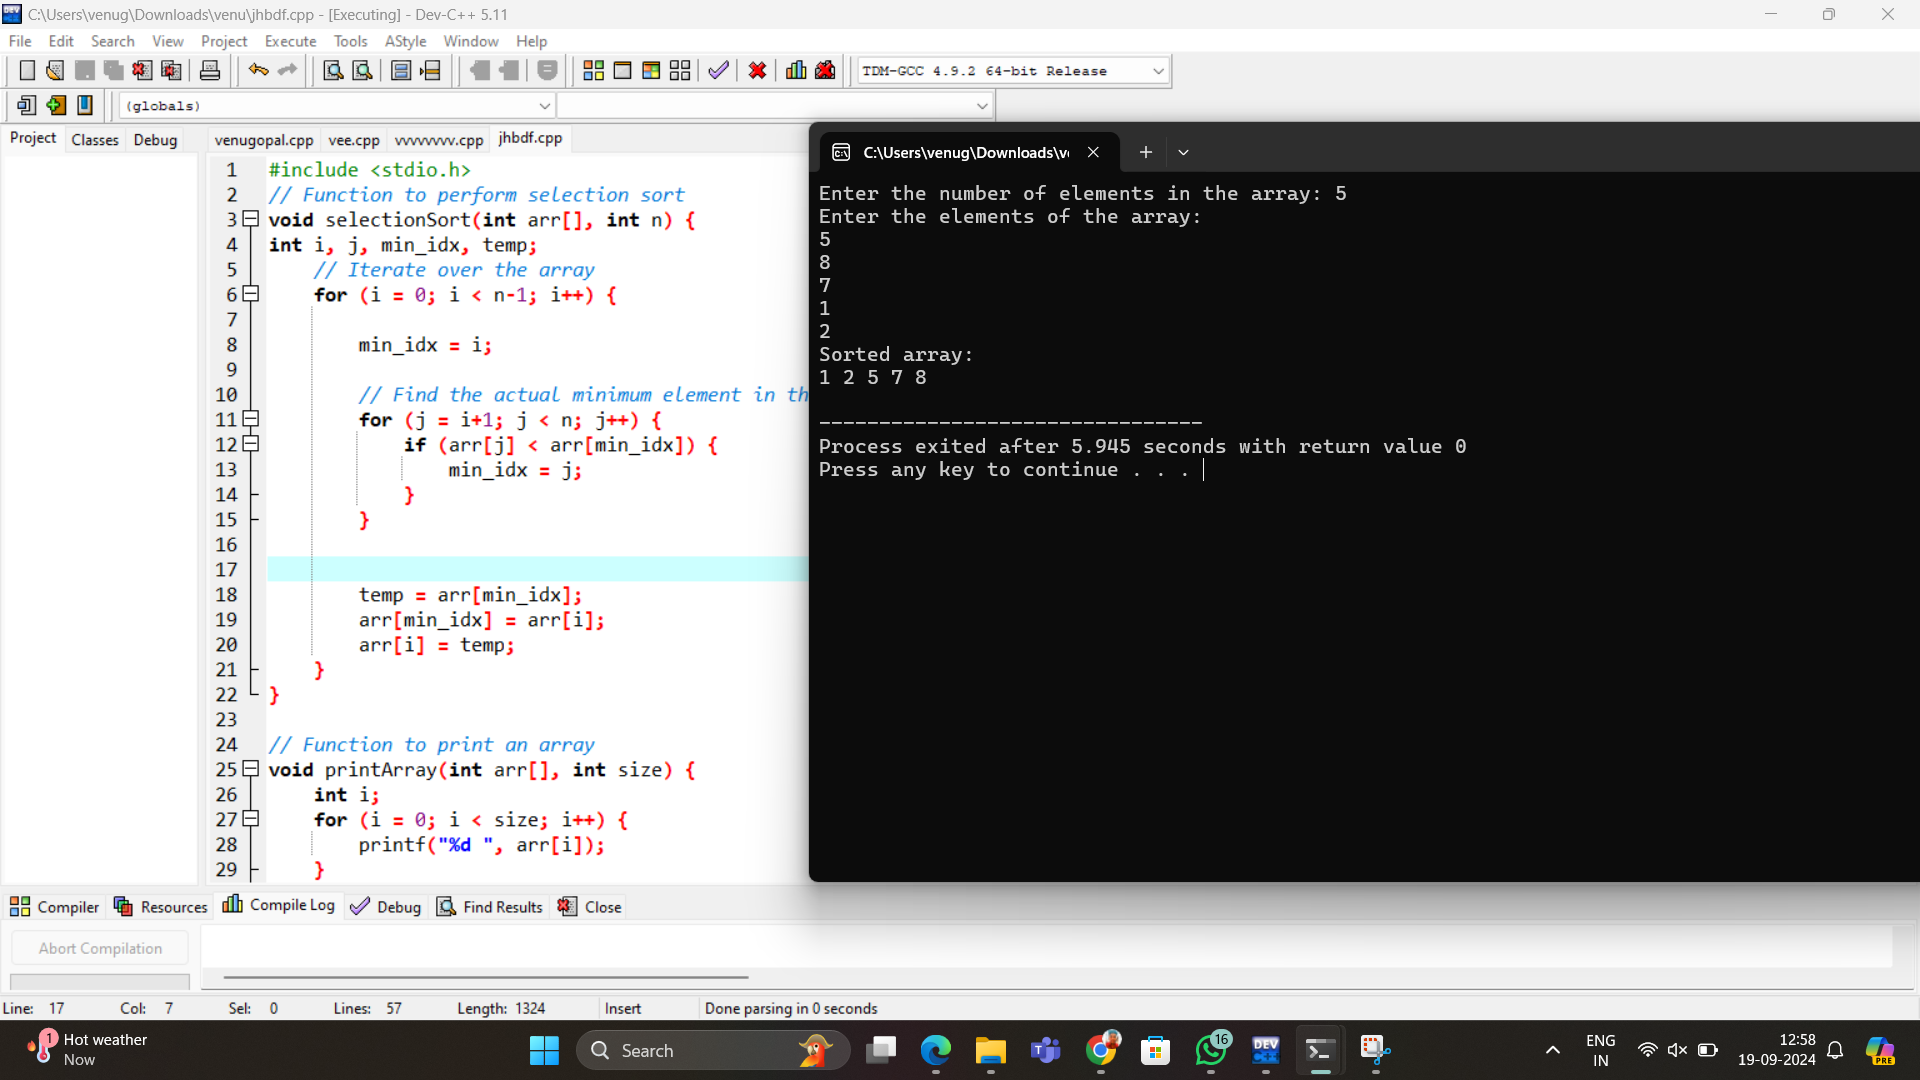 C:\Users\venug\Downloads\venu\jhbdf.cpp - [Executing] - Dev-C++ 5.11
File Edit Search View Project Execute Tools AStyle Window Help
TDM-GCC 4.9.2 64-bit Release
(globals)
Project Classes Debug
venugopal.cpp vee.cpp vvvvvvvv.cpp jhbdf.cpp
1 #include <stdio.h>
2 // Function to perform selection sort
3 void selectionSort(int arr[], int n) {
4 int i, j, min_idx, temp;
5 // Iterate over the array
6 for (i = 0; i < n-1; i++) {
7
8 min_idx = i;
9
10 // Find the actual minimum element in th
11 for (j = i+1; j < n; j++) {
12 if (arr[j] < arr[min_idx]) {
13 min_idx = j;
14 }
15 }
16
17
18 temp = arr[min_idx];
19 arr[min_idx] = arr[i];
20 arr[i] = temp;
21 }
22 }
23
24 // Function to print an array
25 void printArray(int arr[], int size) {
26 int i;
27 for (i = 0; i < size; i++) {
28 printf("%d ", arr[i]);
29 }
C:\Users\venug\Downloads\v
Enter the number of elements in the array: 5
Enter the elements of the array:
5
8
7
1
2
Sorted array:
1 2 5 7 8
--------------------------------
Process exited after 5.945 seconds with return value 0
Press any key to continue . . .
Compiler Resources Compile Log Debug Find Results Close
Abort Compilation
Line: 17 Col: 7 Sel: 0 Lines: 57 Length: 1324 Insert Done parsing in 0 seconds
1
Hot weather
Now
Search
16
DEV
C++
ENG
IN
12:58
19-09-2024
PRE